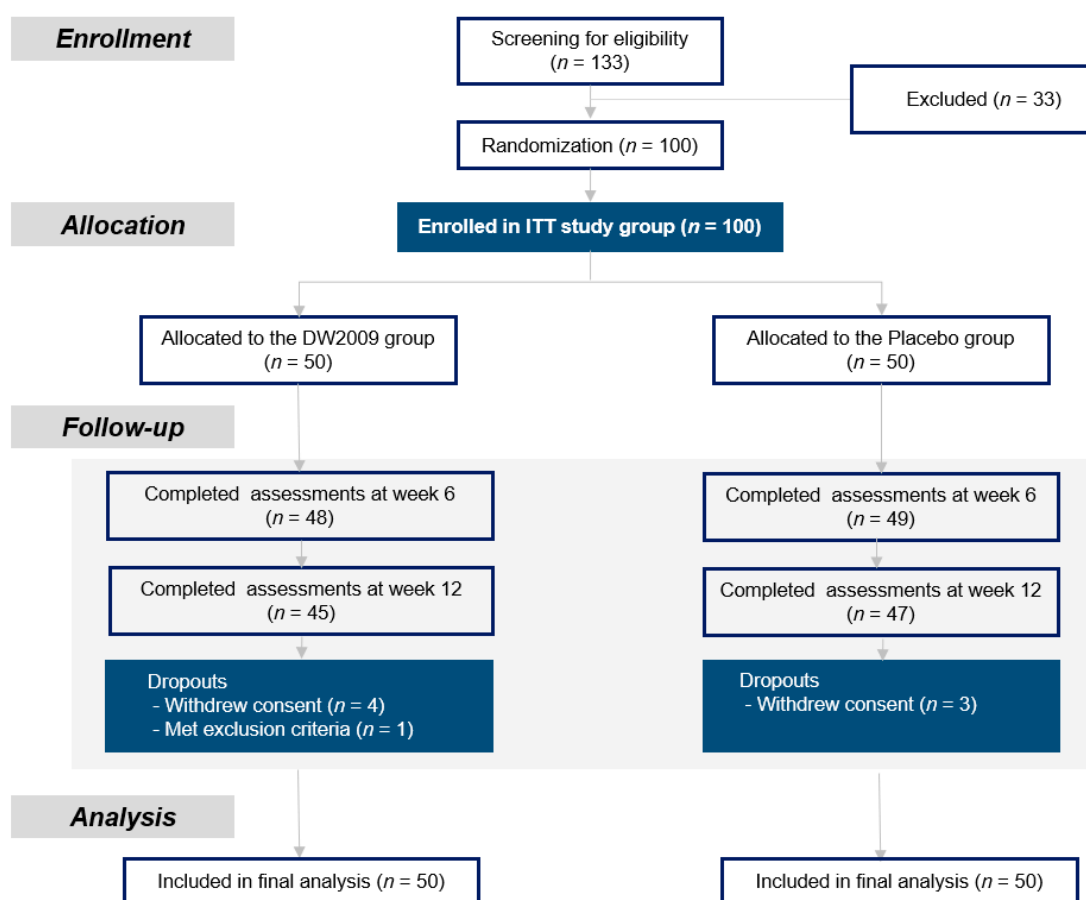 Enrollment
Screening for eligibility
(n = 133)
Excluded (n = 33)
Randomization (n = 100)
Allocation
Enrolled in ITT study group (n = 100)
Allocated to the DW2009 group
(n = 50)
Allocated to the Placebo group
(n = 50)
Follow-up
Completed assessments at week 6
(n = 48)
Completed assessments at week 6
(n = 49)
Completed assessments at week 12
(n = 45)
Completed assessments at week 12
(n = 47)
Dropouts
- Withdrew consent (n = 4)
- Met exclusion criteria (n = 1)
Dropouts
- Withdrew consent (n = 3)
Analysis
Included in final analysis (n = 50)
Included in final analysis (n = 50)